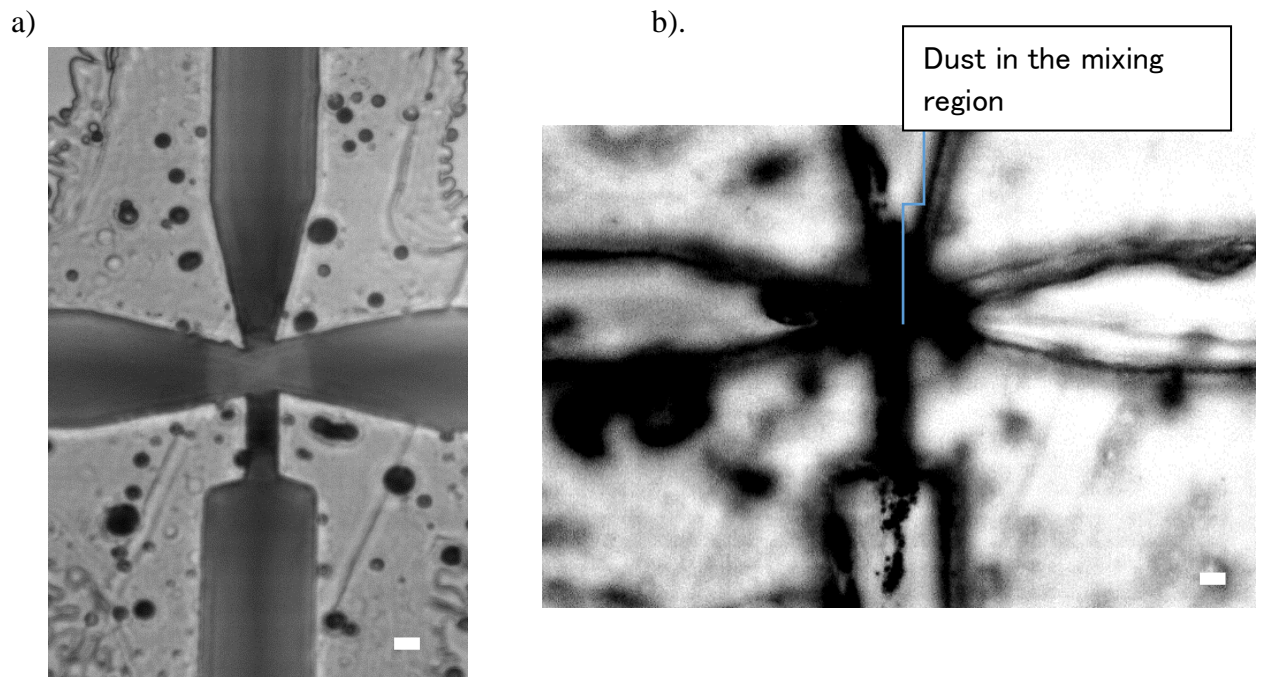 a)
b).
Dust in the mixing
region